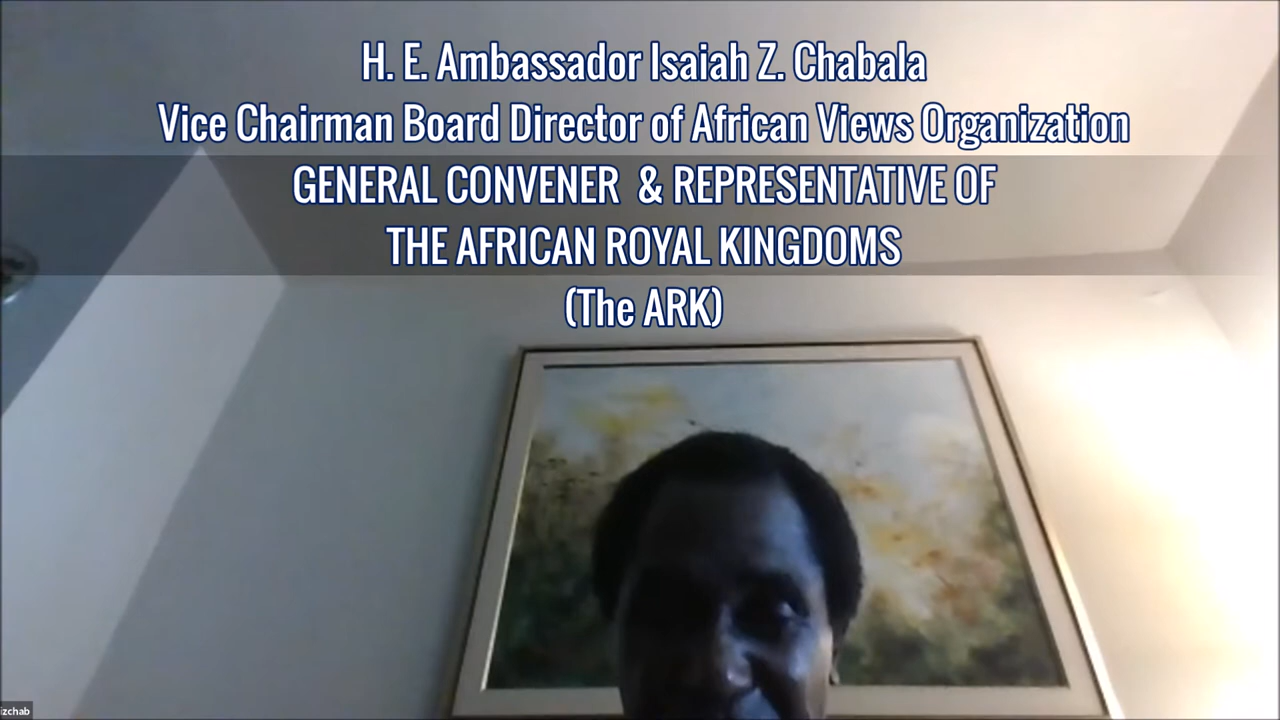 H. E. Ambassador Isaiah Z. Chabala
Vice Chairman Board Director of African Views Organization
GENERAL CONVENER & REPRESENTATIVE OF
THE AFRICAN ROYAL KINGDOMS
(The ARK)
izchab